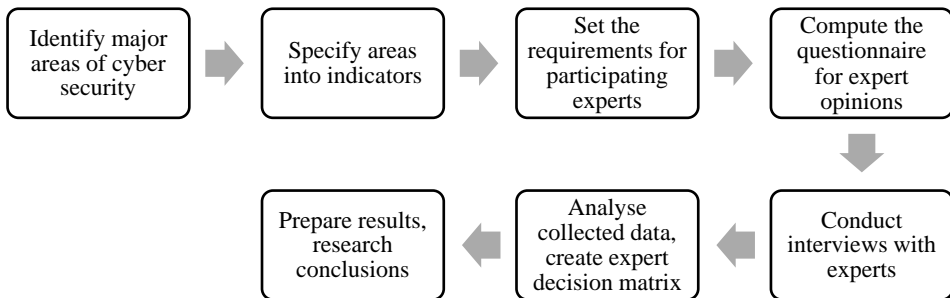 Identify major
areas of cyber
security
Specify areas
into indicators
Set the
requirements for
participating
experts
Compute the
questionnaire
for expert
opinions
Conduct
interviews with
experts
Analyse
collected data,
create expert
decision matrix
Prepare results,
research
conclusions